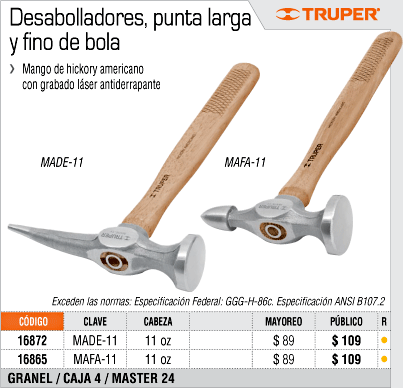 Desabolladores, punta larga
y fino de bola
TRUPER®
Mango de hickory americano
con grabado láser antiderrapante
MADE-11
MAFA-11
TRUPER
TRUPER
Exceden las normas: Especificación Federal: GGG-H-86c. Especificación ANSI B107.2
CÓDIGO CLAVE CABEZA MAYOREO PÚBLICO R
16872 MADE-11 11 oz $ 89 $ 109
16865 MAFA-11 11 oz $ 89 $ 109
GRANEL / CAJA 4 / MASTER 24